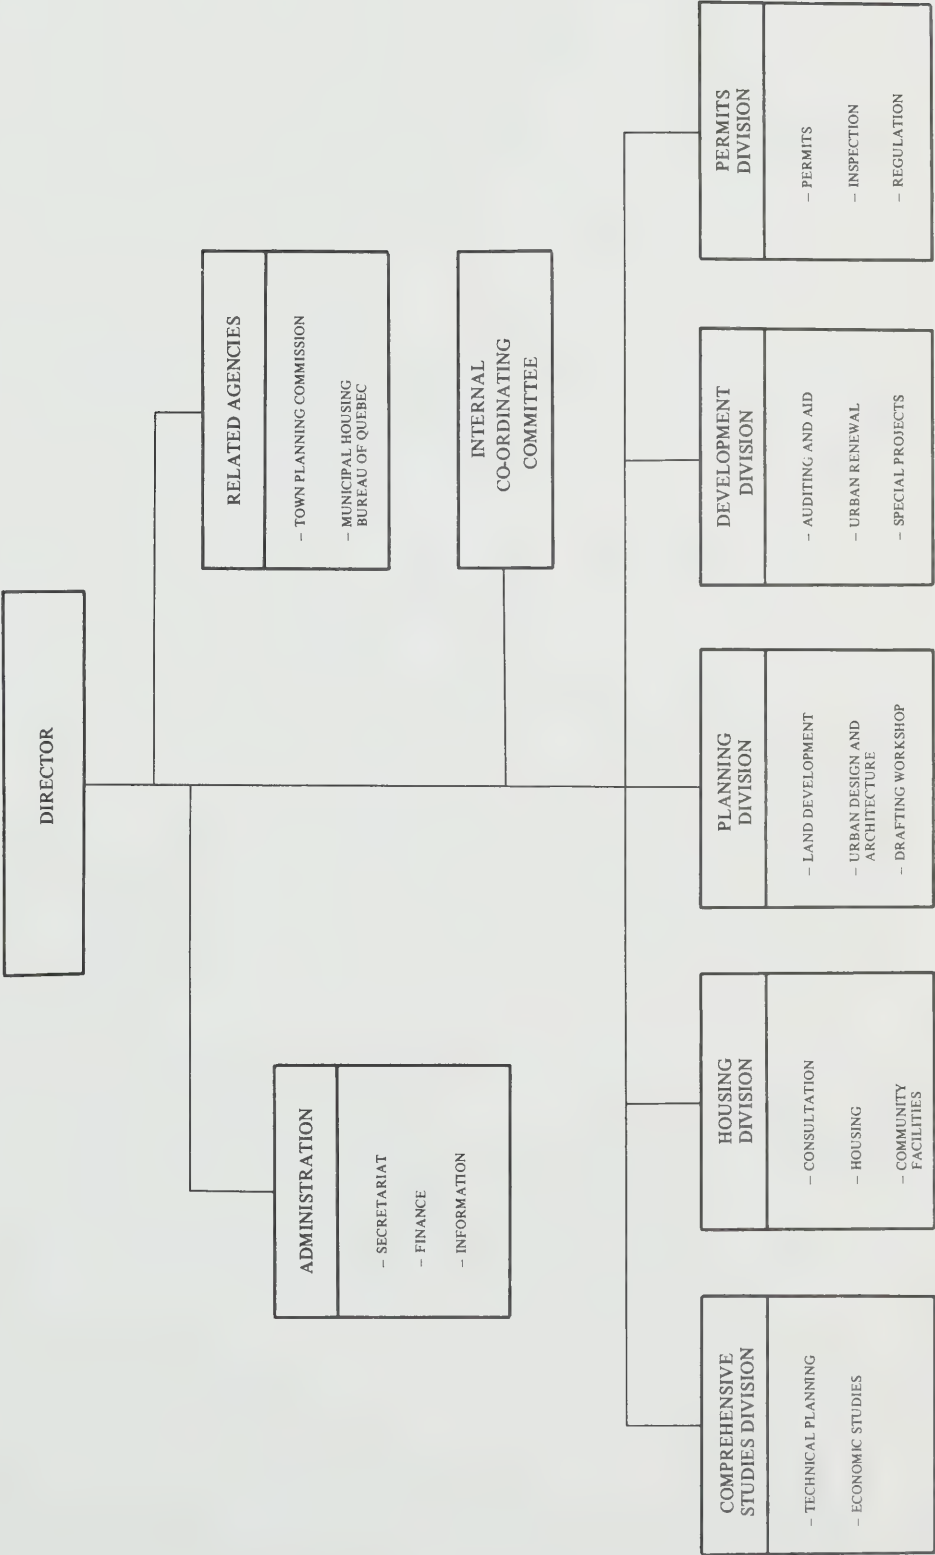 DIRECTOR
RELATED AGENCIES
– TOWN PLANNING COMMISSION
– MUNICIPAL HOUSING
BUREAU OF QUEBEC
ADMINISTRATION
– SECRETARIAT
– FINANCE
– INFORMATION
INTERNAL
CO-ORDINATING
COMMITTEE
COMPREHENSIVE
STUDIES DIVISION
– TECHNICAL PLANNING
– ECONOMIC STUDIES
HOUSING
DIVISION
– CONSULTATION
– HOUSING
– COMMUNITY
FACILITIES
PLANNING
DIVISION
– LAND DEVELOPMENT
– URBAN DESIGN AND
ARCHITECTURE
– DRAFTING WORKSHOP
DEVELOPMENT
DIVISION
– AUDITING AND AID
– URBAN RENEWAL
– SPECIAL PROJECTS
PERMITS
DIVISION
– PERMITS
– INSPECTION
– REGULATION